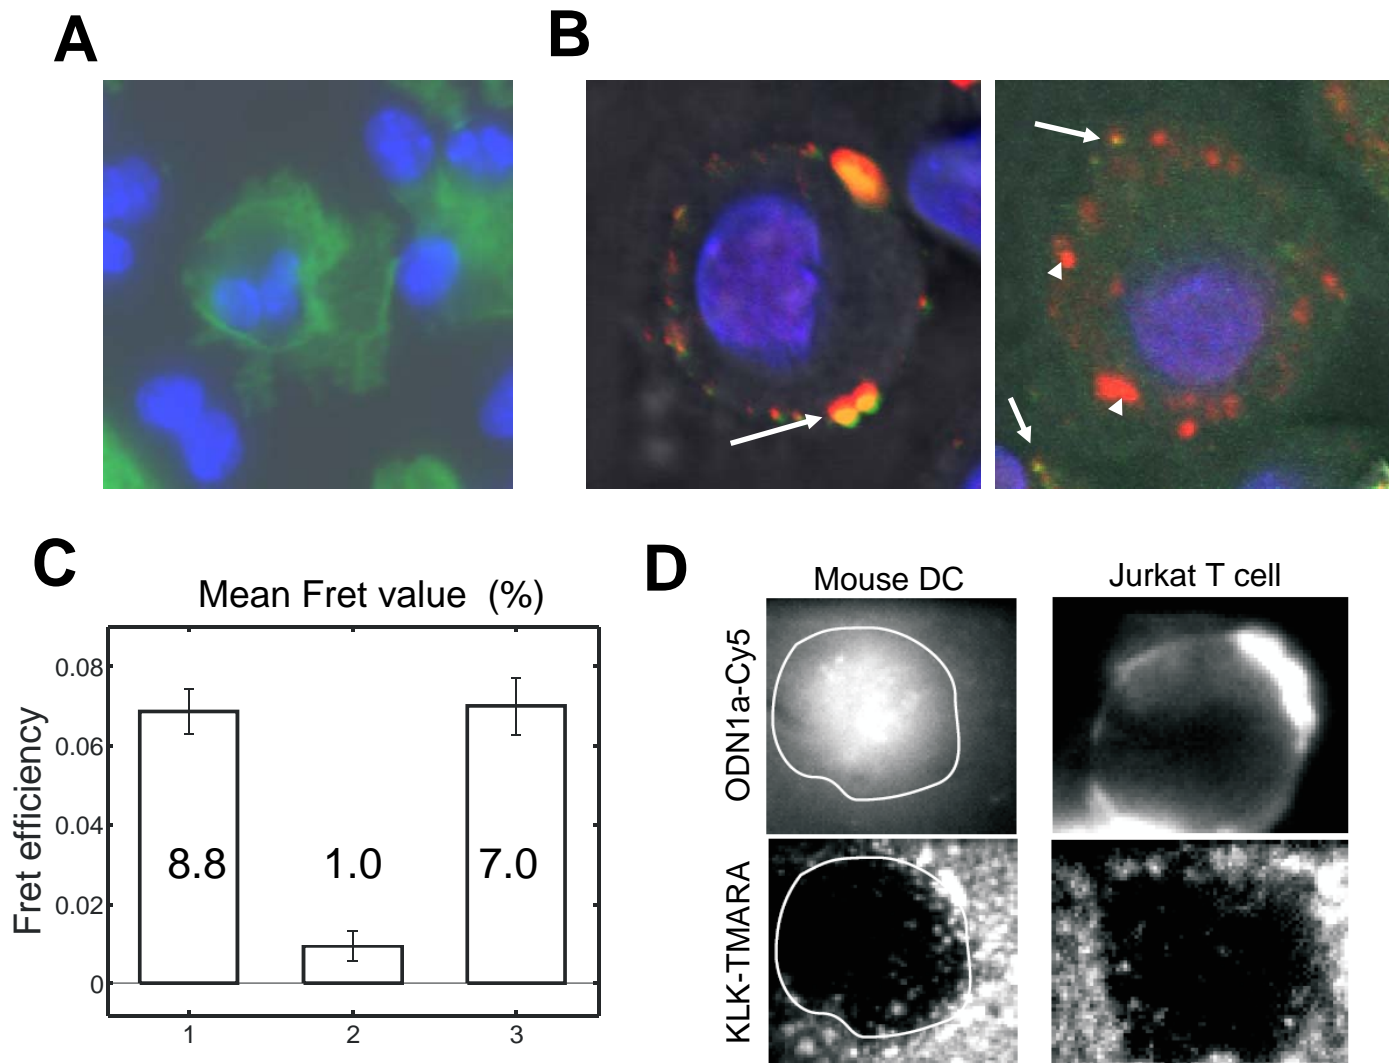 A
B
C
Mean Fret value (%)
Fret efficiency
0.08
0.06
0.04
0.02
0
8.8
1.0
7.0
1
2
3
D
Mouse DC
Jurkat T cell
ODN1a-Cy5
KLK-TMARA